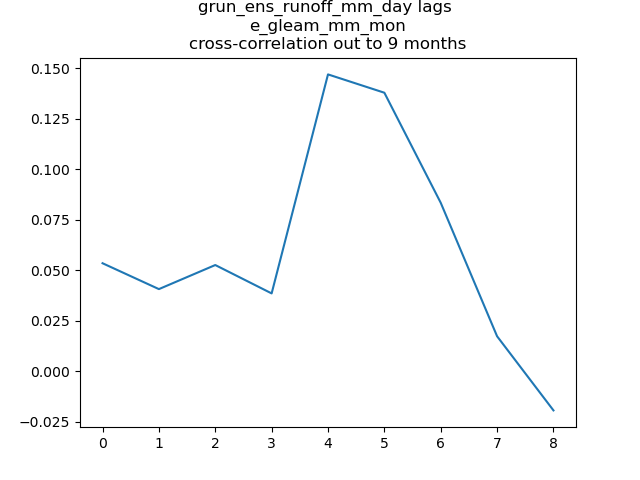 grun_ens_runoff_mm_day lags
e_gleam_mm_mon
cross-correlation out to 9 months
0.150
0.125
0.100
0.075
0.050
0.025
0.000
−0.025
0 1 2 3 4 5 6 7 8